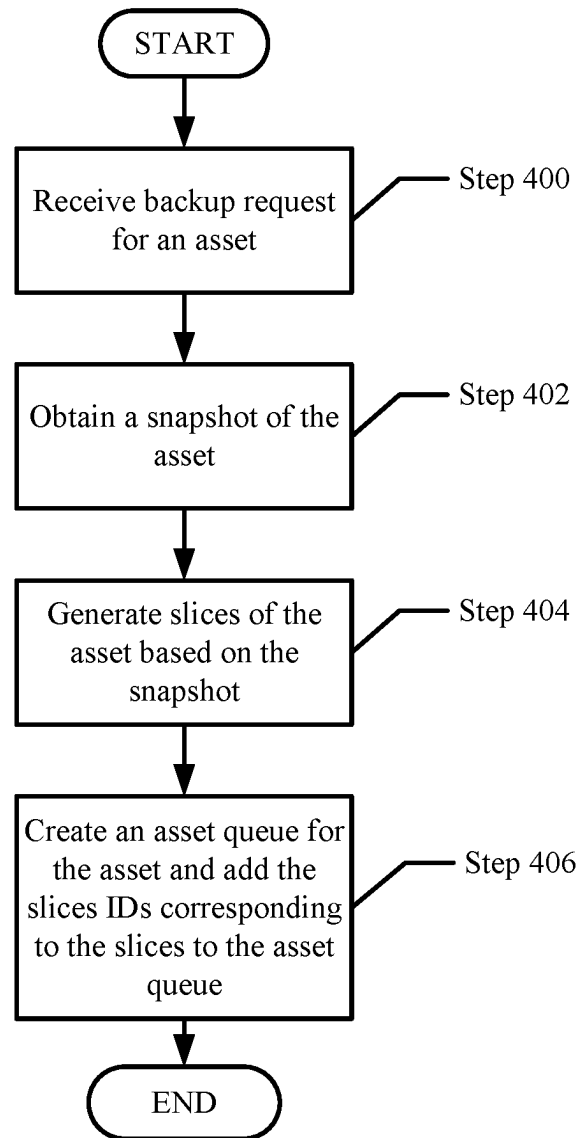 START
Receive backup request
for an asset
Step 400
Obtain a snapshot of the
asset
Step 402
Generate slices of the
asset based on the
snapshot
Step 404
Create an asset queue for
the asset and add the
slices IDs corresponding
to the slices to the asset
queue
Step 406
END